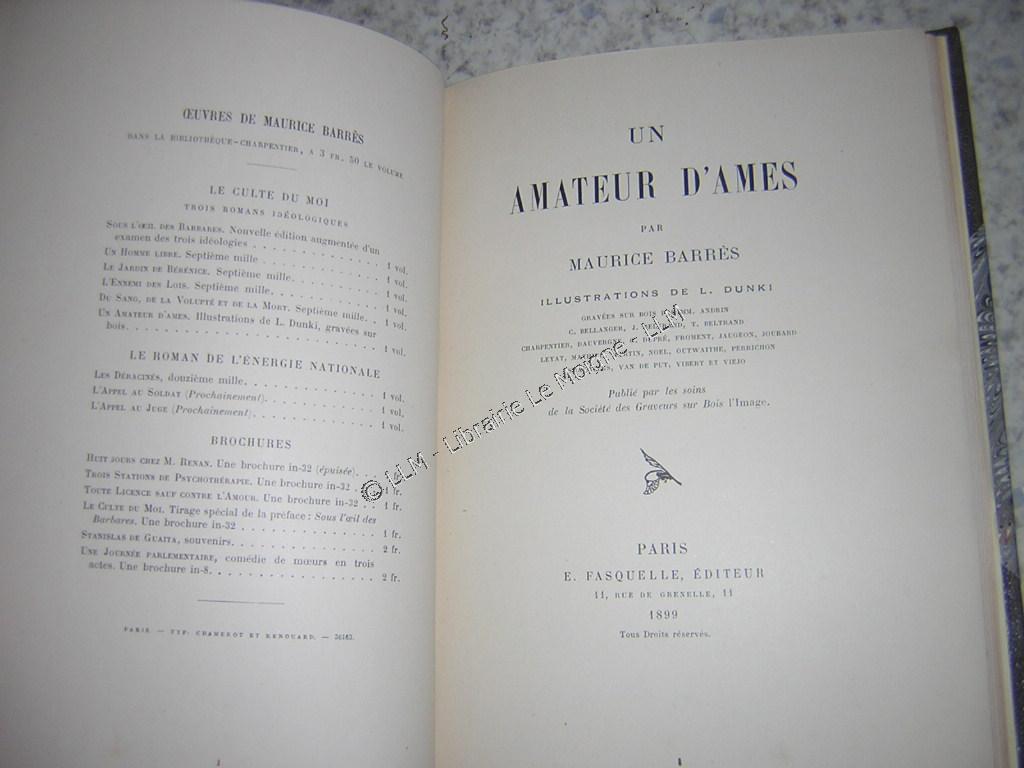 ŒUVRES DE MAURICE BARRÈS
DANS LA BIBLIOTHÈQUE-CHARPENTIER, A 3 FR. 50 LE VOLUME
LE CULTE DU MOI
TROIS ROMANS IDÉOLOGIQUES
SOUS L'ŒIL DES BARBARES. Nouvelle édition augmentée d'un
examen des trois idéologies . . . . . . . . . . . . . 1 vol.
UN HOMME LIBRE. Septième mille . . . . . . . . . . . . 1 vol.
LE JARDIN DE BÉRÉNICE. Septième mille. . . . . . . . . 1 vol.
L'ENNEMI DES LOIS. Septième mille. . . . . . . . . . . 1 vol.
DU SANG, DE LA VOLUPTÉ ET DE LA MORT. Septième mille. . 1 vol.
UN AMATEUR D'AMES. Illustrations de L. Dunki, gravées sur
bois. . . . . . . . . . . . . . . . . . . . . . . . 1 vol.
LE ROMAN DE L'ÉNERGIE NATIONALE
LES DÉRACINÉS, douzième mille. . . . . . . . . . . . . 1 vol.
L'APPEL AU SOLDAT (Prochainement). . . . . . . . . . . 1 vol.
L'APPEL AU JUGE (Prochainement). . . . . . . . . . . . 1 vol.
BROCHURES
HUIT JOURS CHEZ M. RENAN. Une brochure in-32 (épuisée). . .
TROIS STATIONS DE PSYCHOTHÉRAPIE. Une brochure in-32 . . fr.
TOUTE LICENCE SAUF CONTRE L'AMOUR. Une brochure in-32 . . 1 fr.
LE CULTE DU MOI. Tirage spécial de la préface : Sous l'œil des
Barbares. Une brochure in-32 . . . . . . . . . . . . . 1 fr.
STANISLAS DE GUAITA, souvenirs. . . . . . . . . . . . . 2 fr.
UNE JOURNÉE PARLEMENTAIRE, comédie de mœurs en trois
actes. Une brochure in-8. . . . . . . . . . . . . . . . 2 fr.
PARIS. — TYP. CHAMEROT ET RENOUARD. — 36163.
UN
AMATEUR D'AMES
PAR
MAURICE BARRÈS
ILLUSTRATIONS DE L. DUNKI
GRAVÉES SUR BOIS MM. ANDRIN
C. BELLANGER, J. BELTRAND, T. BELTRAND
CHARPENTIER, DAUVERGNE, DUPRÉ, FROMENT, JAUGEON, JOUBARD
LEYAT, NOEL, OUTWAITHE, PERRICHON
VAN DE PUT, VIBERT ET VIEJO
Publié par les soins
de la Société des Graveurs sur Bois l'Image.
PARIS
E. FASQUELLE, ÉDITEUR
11, RUE DE GRENELLE, 11
1899
Tous Droits réservés.
© LLM - Librairie Le Moione - LLM